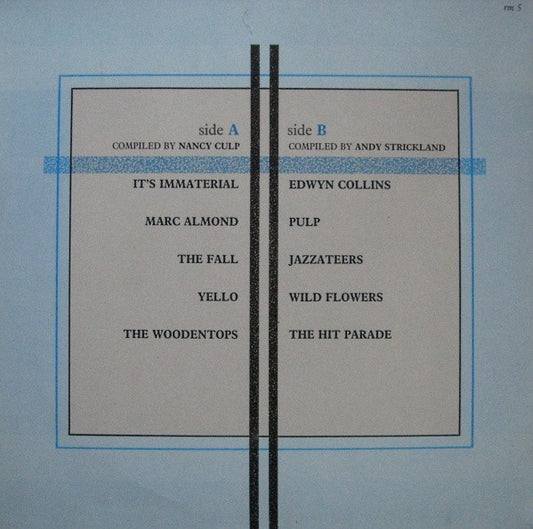 rm 5
side A
COMPILED BY NANCY CULP
IT'S IMMATERIAL
MARC ALMOND
THE FALL
YELLO
THE WOODENTOPS
side B
COMPILED BY ANDY STRICKLAND
EDWYN COLLINS
PULP
JAZZATEERS
WILD FLOWERS
THE HIT PARADE